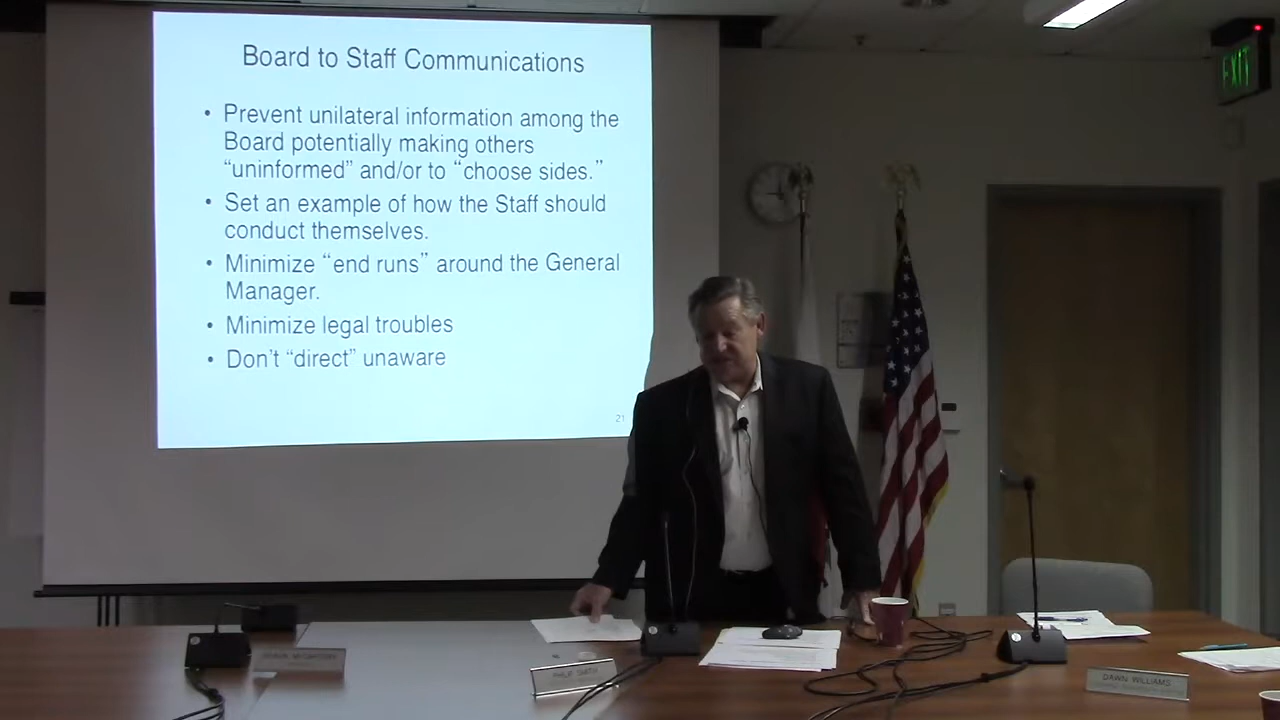 Board to Staff Communications
• Prevent unilateral information among the
Board potentially making others
“uninformed” and/or to “choose sides.”
• Set an example of how the Staff should
conduct themselves.
• Minimize “end runs” around the General
Manager.
• Minimize legal troubles
• Don’t “direct” unaware
21
EXIT
DAWN WILLIAMS